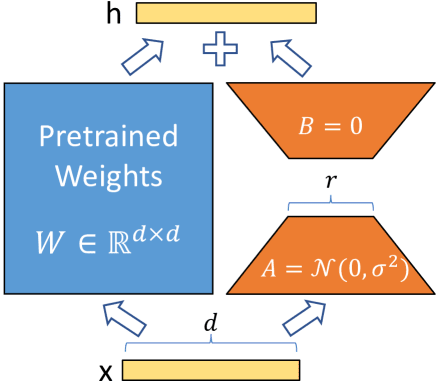 h
Pretrained
Weights
W ∈ ℝ^{d×d}
B = 0
r
A = 𝒩(0, σ²)
d
x